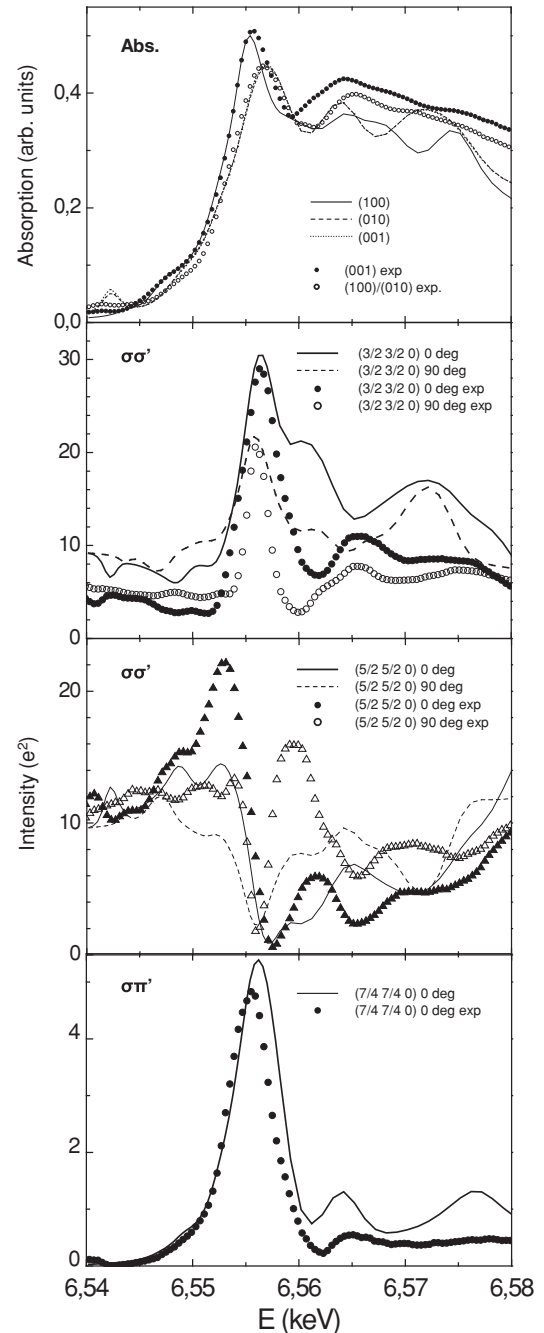 Abs.
Absorption (arb. units)
0,4
0,2
0,0
(100)
(010)
(001)
(001) exp
(100)/(010) exp.
σσ'
30
20
10
0
(3/2 3/2 0) 0 deg
(3/2 3/2 0) 90 deg
(3/2 3/2 0) 0 deg exp
(3/2 3/2 0) 90 deg exp
σσ'
Intensity (e²)
20
10
0
(5/2 5/2 0) 0 deg
(5/2 5/2 0) 90 deg
(5/2 5/2 0) 0 deg exp
(5/2 5/2 0) 90 deg exp
σπ'
4
2
0
(7/4 7/4 0) 0 deg
(7/4 7/4 0) 0 deg exp
6,54 6,55 6,56 6,57 6,58
E (keV)